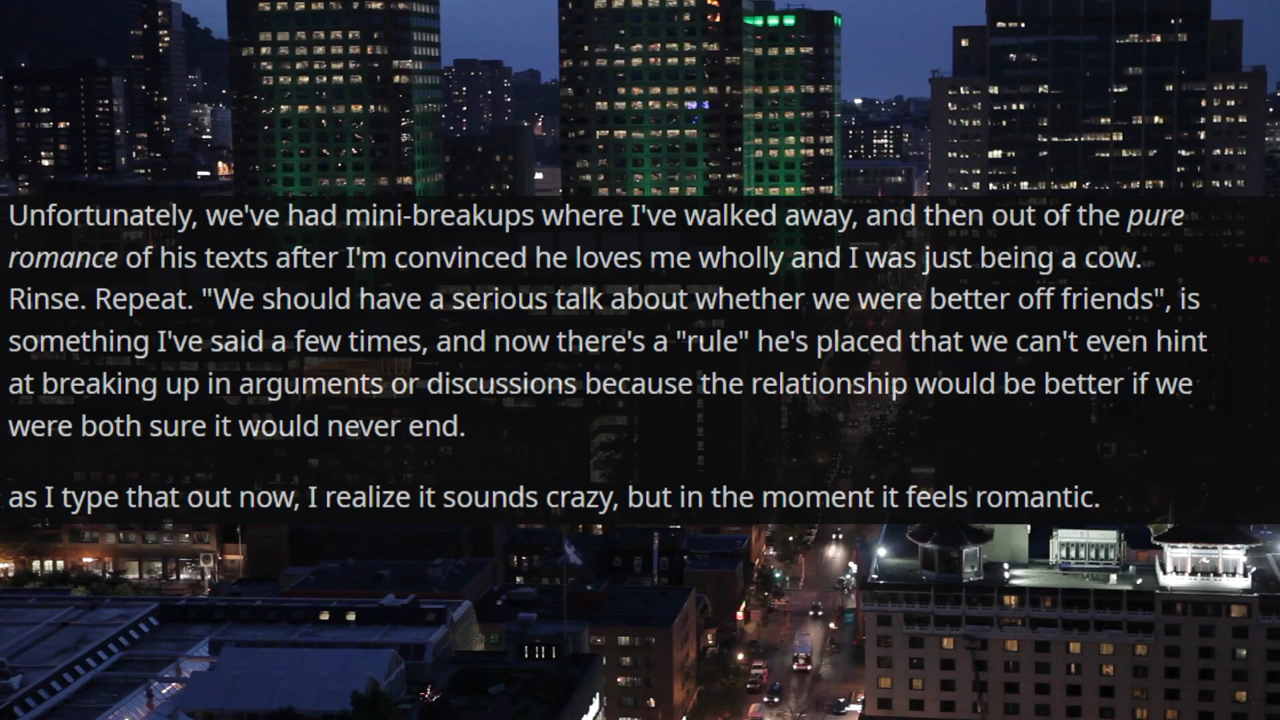 Unfortunately, we've had mini-breakups where I've walked away, and then out of the pure
romance of his texts after I'm convinced he loves me wholly and I was just being a cow.
Rinse. Repeat. "We should have a serious talk about whether we were better off friends", is
something I've said a few times, and now there's a "rule" he's placed that we can't even hint
at breaking up in arguments or discussions because the relationship would be better if we
were both sure it would never end.
as I type that out now, I realize it sounds crazy, but in the moment it feels romantic.